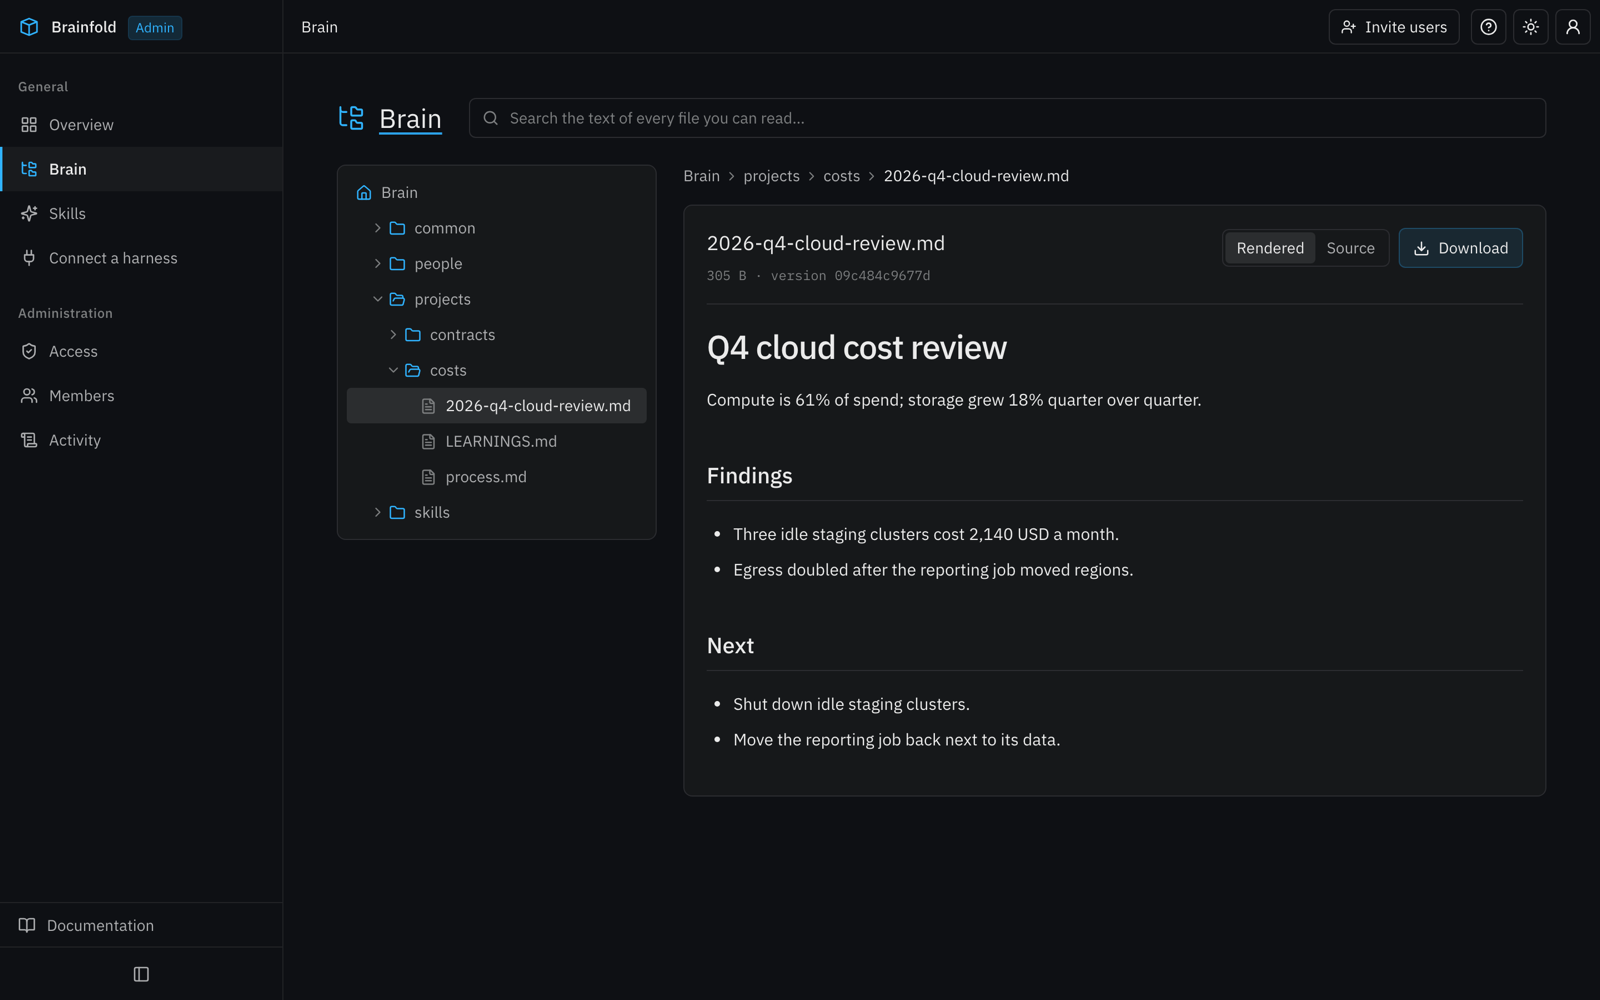 Brainfold Admin
Brain
Invite users
General
Overview
Brain
Skills
Connect a harness
Administration
Access
Members
Activity
Documentation
Brain
Search the text of every file you can read...
Brain
common
people
projects
contracts
costs
2026-q4-cloud-review.md
LEARNINGS.md
process.md
skills
Brain > projects > costs > 2026-q4-cloud-review.md
2026-q4-cloud-review.md
305 B · version 09c484c9677d
Rendered Source
Download
Q4 cloud cost review
Compute is 61% of spend; storage grew 18% quarter over quarter.
Findings
• Three idle staging clusters cost 2,140 USD a month.
• Egress doubled after the reporting job moved regions.
Next
• Shut down idle staging clusters.
• Move the reporting job back next to its data.